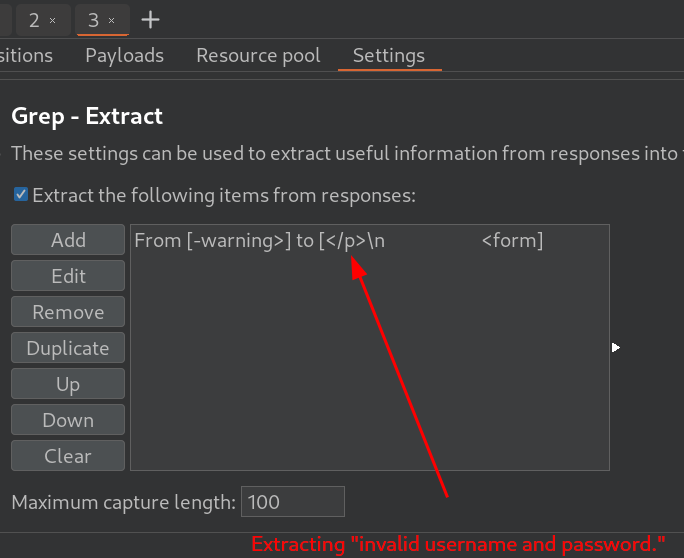 2 ×
3 ×
+
sitions
Payloads
Resource pool
Settings
Grep - Extract
These settings can be used to extract useful information from responses into
Extract the following items from responses:
Add
Edit
Remove
Duplicate
Up
Down
Clear
From [-warning>] to [</p>\n                    <form]
Maximum capture length: 100
Extracting "invalid username and password."